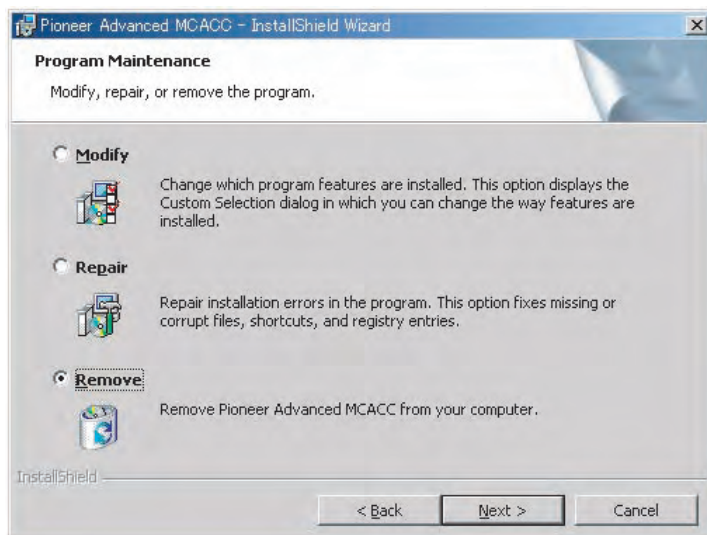 Pioneer Advanced MCACC - InstallShield Wizard
Program Maintenance
Modify, repair, or remove the program.
Modify
Change which program features are installed. This option displays the
Custom Selection dialog in which you can change the way features are
installed.
Repair
Repair installation errors in the program. This option fixes missing or
corrupt files, shortcuts, and registry entries.
Remove
Remove Pioneer Advanced MCACC from your computer.
InstallShield
< Back
Next >
Cancel